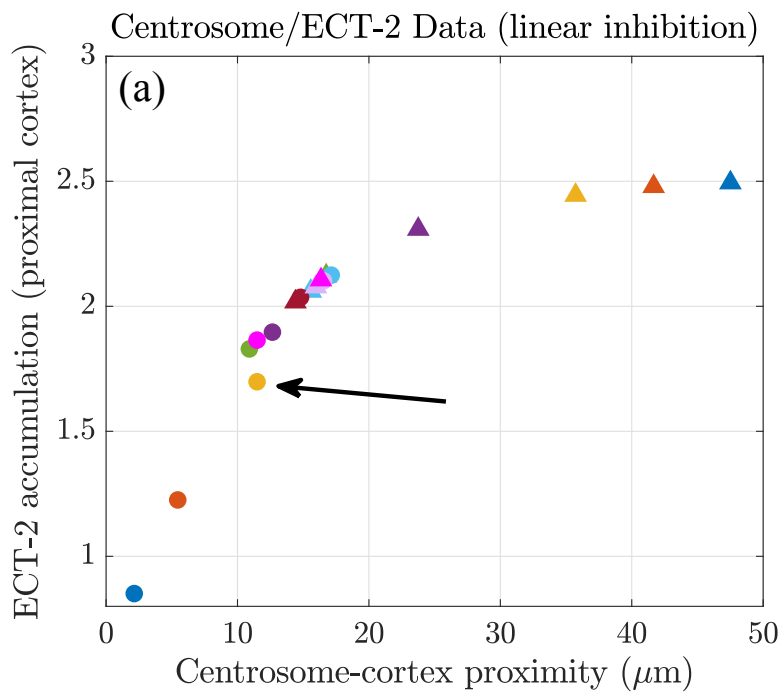 Centrosome/ECT-2 Data (linear inhibition)
(a)
ECT-2 accumulation (proximal cortex)
3
2.5
2
1.5
1
0 10 20 30 40 50
Centrosome-cortex proximity (μm)